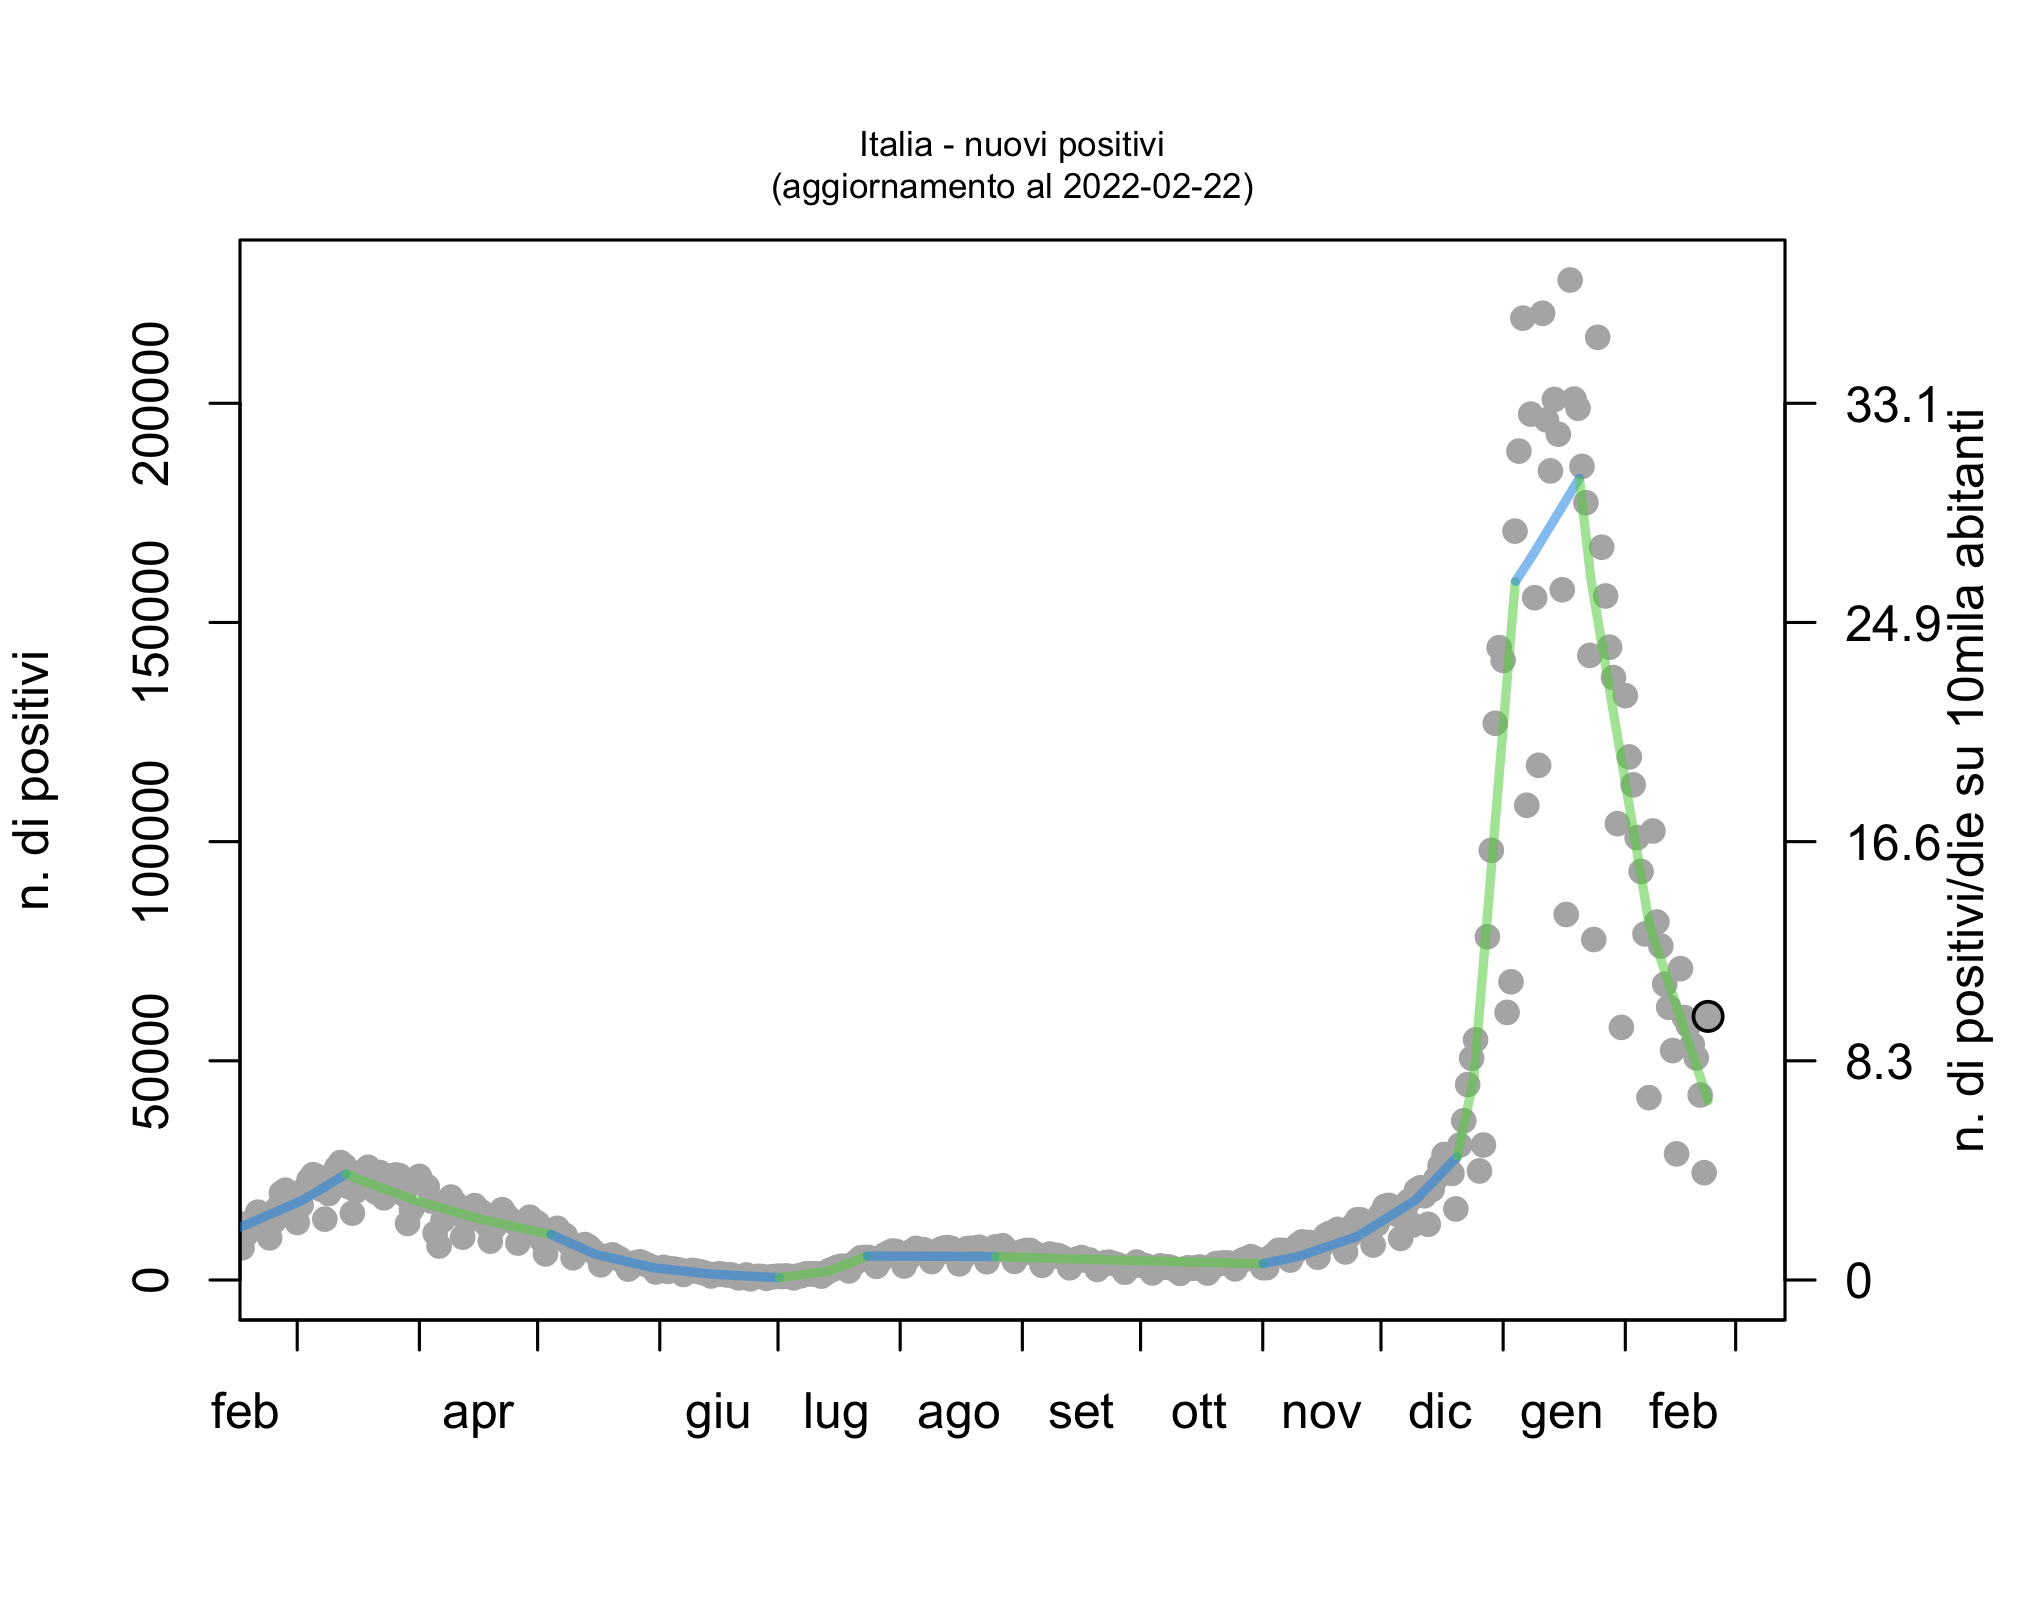 Italia - nuovi positivi
(aggiornamento al 2022-02-22)
n. di positivi
200000
150000
100000
50000
0
33.1
24.9
16.6
8.3
0
n. di positivi/die su 10mila abitanti
feb apr giu lug ago set ott nov dic gen feb